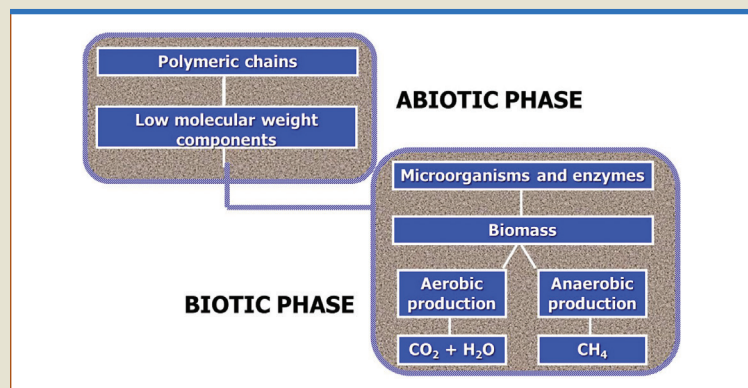 Polymeric chains
Low molecular weight
components
ABIOTIC PHASE
Microorganisms and enzymes
Biomass
BIOTIC PHASE
Aerobic
production
Anaerobic
production
CO₂ + H₂O
CH₄